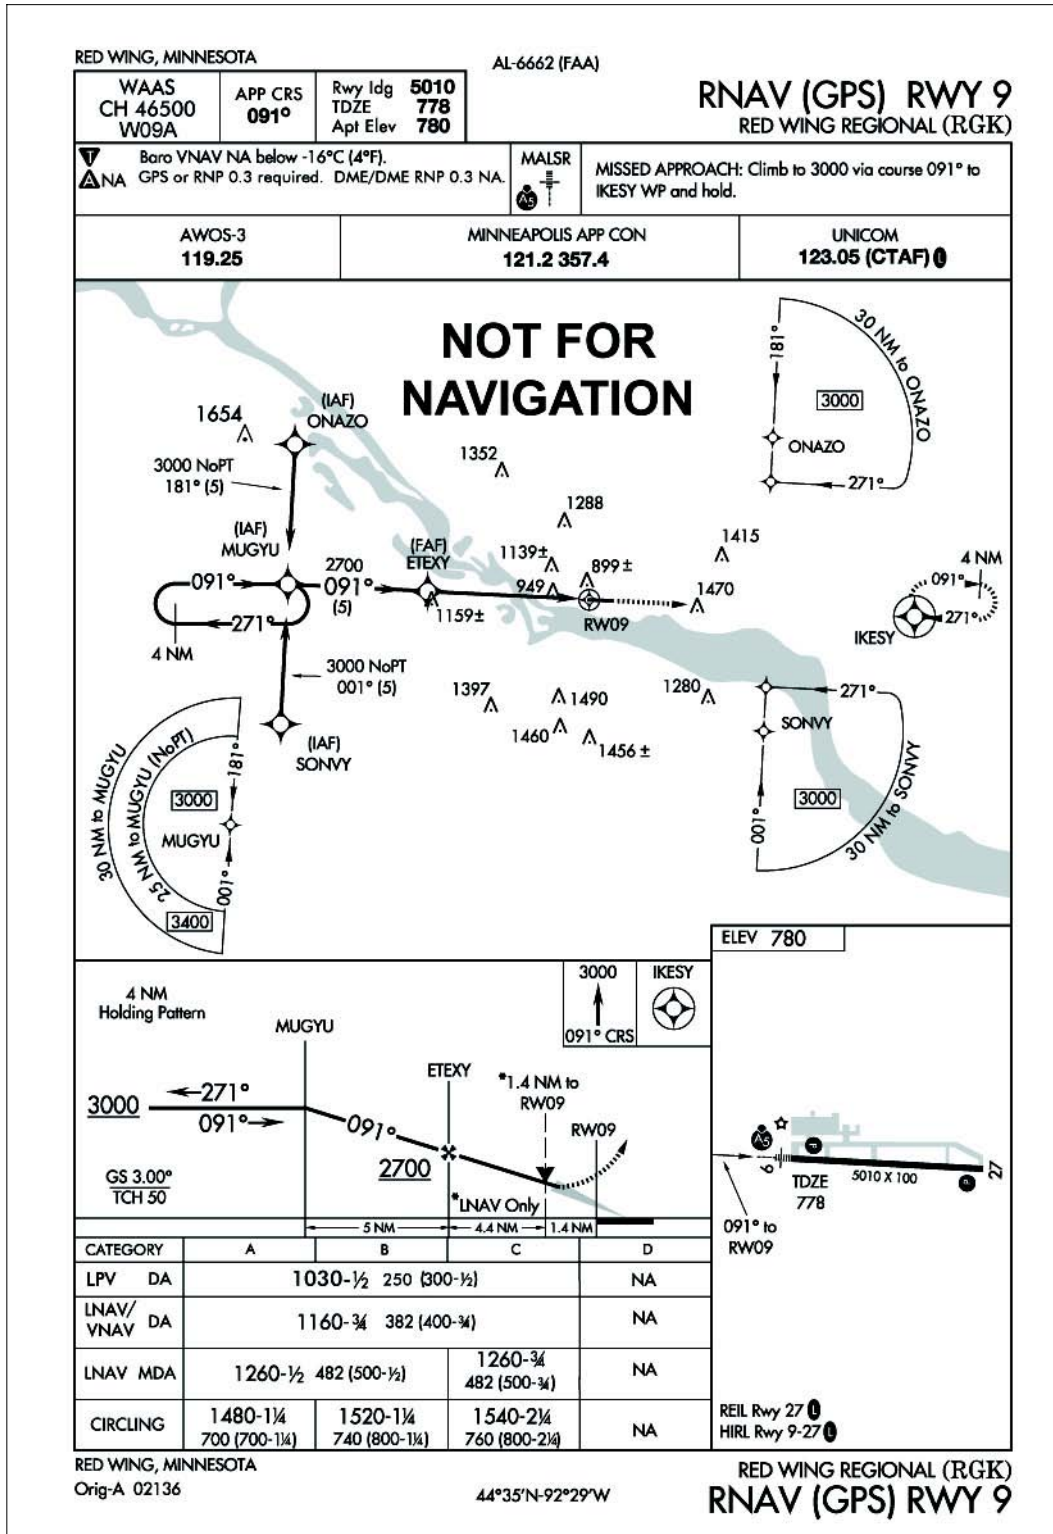 RED WING, MINNESOTA
AL-6662 (FAA)
WAAS
CH 46500
W09A
APP CRS
091°
Rwy ldg 5010
TDZE 778
Apt Elev 780
RNAV (GPS) RWY 9
RED WING REGIONAL (RGK)
T
A NA
Baro VNAV NA below -16°C (4°F).
GPS or RNP 0.3 required. DME/DME RNP 0.3 NA.
MALSR
A5
MISSED APPROACH: Climb to 3000 via course 091° to
IKESY WP and hold.
AWOS-3
119.25
MINNEAPOLIS APP CON
121.2 357.4
UNICOM
123.05 (CTAF) L
NOT FOR
NAVIGATION
1654
(IAF)
ONAZO
3000 NoPT
181° (5)
(IAF)
MUGYU
091°
271°
4 NM
2700
091°
(5)
(FAF)
ETEXY
1159±
3000 NoPT
001° (5)
(IAF)
SONVY
1352
1288
1139±
949
899±
RW09
1415
1470
1397
1490
1460
1456±
1280
181°
30 NM to ONAZO
3000
ONAZO
271°
4 NM
091°
271°
IKESY
271°
SONVY
3000
001°
30 NM to SONVY
30 NM to MUGYU
25 NM to MUGYU (NoPT)
181°
3000
MUGYU
001°
3400
4 NM
Holding Pattern
MUGYU
3000
271°
091°
091°
ETEXY
2700
*1.4 NM to
RW09
RW09
*LNAV Only
GS 3.00°
TCH 50
5 NM
4.4 NM
1.4 NM
3000
091° CRS
IKESY
ELEV 780
A5
P
9
TDZE
778
5010 X 100
P
27
091° to
RW09
REIL Rwy 27 L
HIRL Rwy 9-27 L
CATEGORY A B C D
LPV DA 1030-½ 250 (300-½) NA
LNAV/
VNAV DA 1160-¾ 382 (400-¾) NA
LNAV MDA 1260-½ 482 (500-½) 1260-¾
482 (500-¾) NA
CIRCLING 1480-1¼ 1520-1¼ 1540-2¼ NA
700 (700-1¼) 740 (800-1¼) 760 (800-2¼)
RED WING, MINNESOTA
Orig-A 02136
44°35'N-92°29'W
RED WING REGIONAL (RGK)
RNAV (GPS) RWY 9